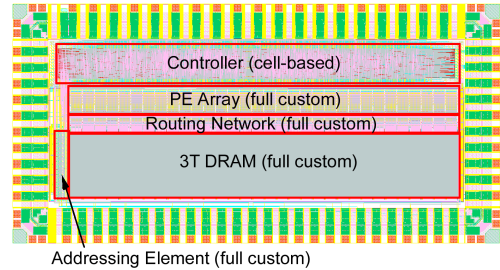 Controller (cell-based)
PE Array (full custom)
Routing Network (full custom)
3T DRAM (full custom)
Addressing Element (full custom)